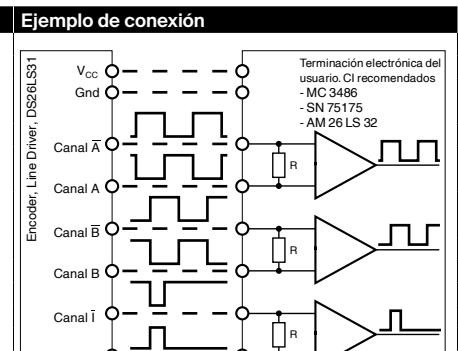 Ejemplo de conexión
Encoder, Line Driver, DS26LS31
V_CC
Gnd
Canal A̅
Canal A
Canal B̅
Canal B
Canal I̅
Terminación electrónica del
usuario. CI recomendados
- MC 3486
- SN 75175
- AM 26 LS 32
R
R
R